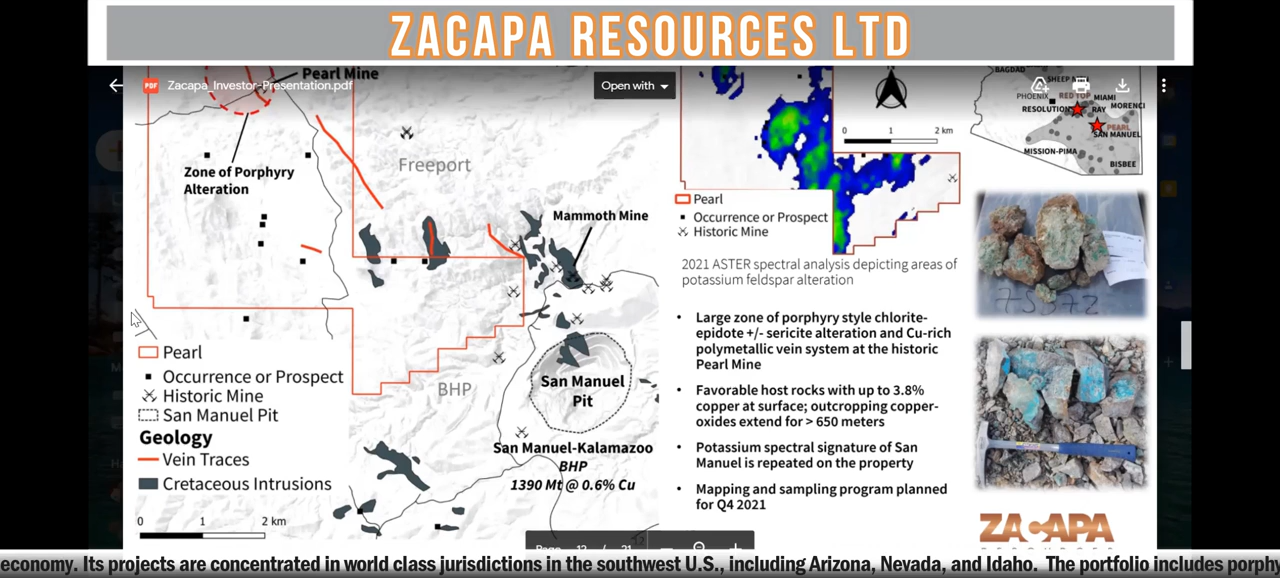 ZACAPA RESOURCES LTD
Pearl Mine
Zacapa_Investor-Presentation.pdf
Open with
Zone of Porphyry
Alteration
Freeport
Mammoth Mine
San Manuel
Pit
BHP
San Manuel-Kalamazoo
BHP
1390 Mt @ 0.6% Cu
Pearl
Occurrence or Prospect
Historic Mine
San Manuel Pit
Geology
Vein Traces
Cretaceous Intrusions
0 1 2 km
0 1 2 km
Pearl
Occurrence or Prospect
Historic Mine
2021 ASTER spectral analysis depicting areas of
potassium feldspar alteration
• Large zone of porphyry style chlorite-
epidote +/- sericite alteration and Cu-rich
polymetallic vein system at the historic
Pearl Mine
• Favorable host rocks with up to 3.8%
copper at surface; outcropping copper-
oxides extend for > 650 meters
• Potassium spectral signature of San
Manuel is repeated on the property
• Mapping and sampling program planned
for Q4 2021
BAGDAD
PHOENIX
RED TOP
MIAMI
MORENCI
RESOLUTION
RAY
PEARL
SAN MANUEL
MISSION-PIMA
BISBEE
ZACAPA
Page 12 / 21
economy. Its projects are concentrated in world class jurisdictions in the southwest U.S., including Arizona, Nevada, and Idaho. The portfolio includes porphy